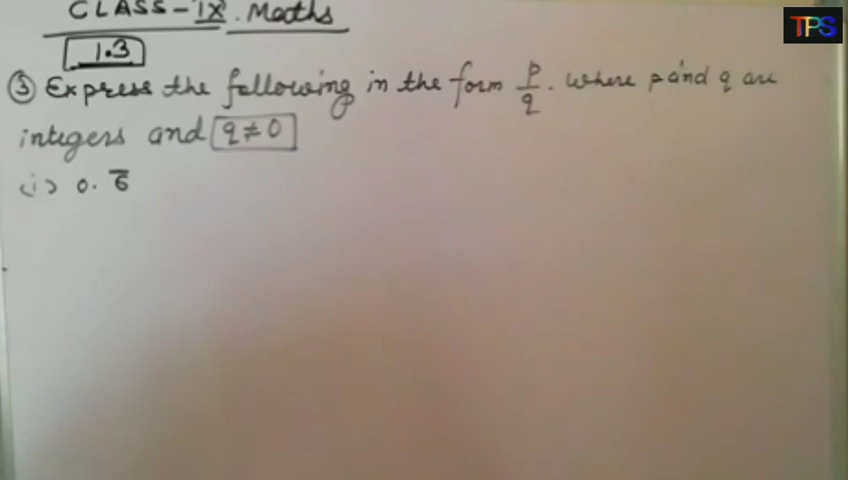 CLASS - IX. Maths
TPS
1.3
③ Express the following in the form p/q. where p and q are
integers and q ≠ 0
(i) 0.6̅